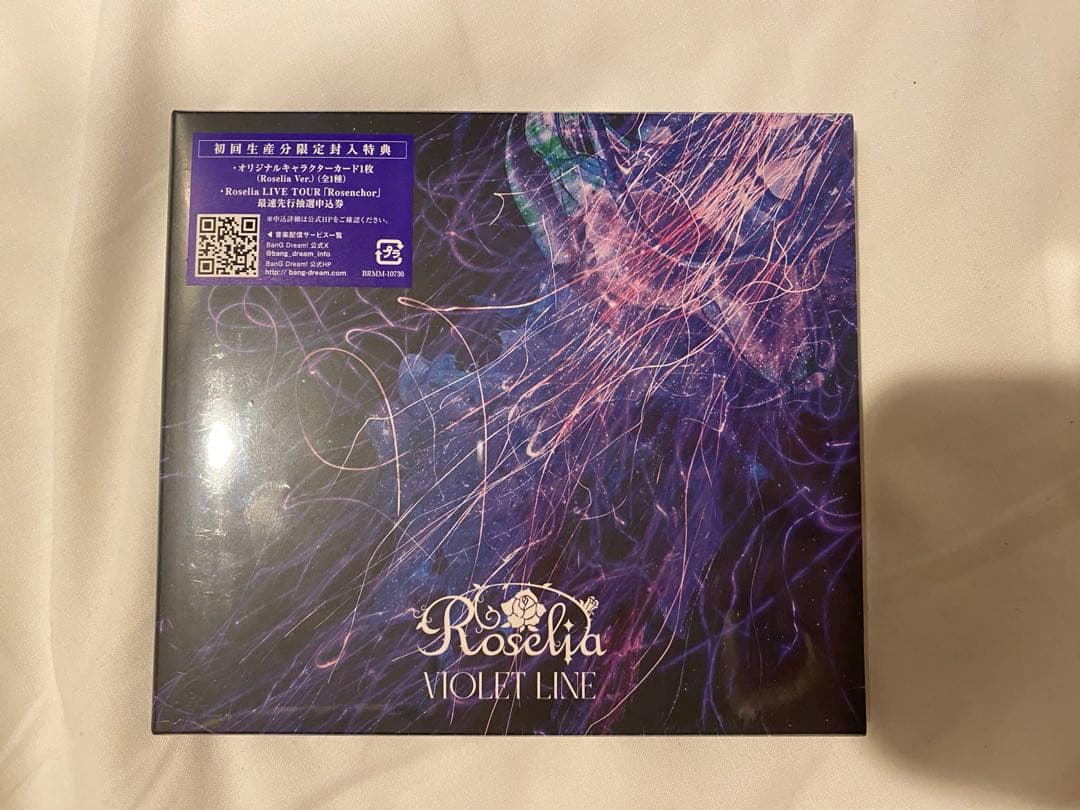 初回生産分限定封入特典
・オリジナルキャラクターカード1枚
(Roselia Ver.)(全1種)
・Roselia LIVE TOUR「Rosenchor」
最速先行抽選申込券
※申込詳細は公式HPをご確認ください。
◀ 音楽配信サービス一覧
BanG Dream! 公式X
@bang_dream_info
BanG Dream! 公式HP
http:// bang-dream.com
プラ
BRMM-10730
Roselia
VIOLET LINE